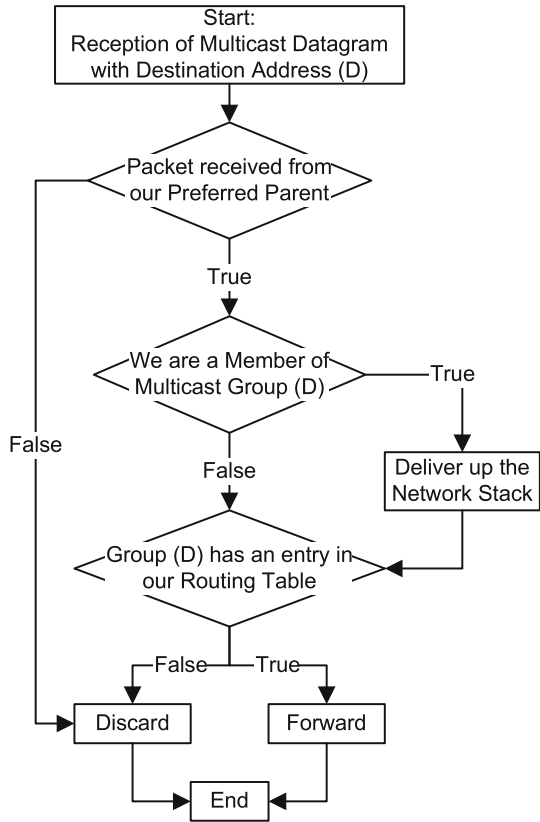 Start:
Reception of Multicast Datagram
with Destination Address (D)
Packet received from
our Preferred Parent
True
We are a Member of
Multicast Group (D)
True
False
False
Deliver up the
Network Stack
Group (D) has an entry in
our Routing Table
False
True
Discard
Forward
End